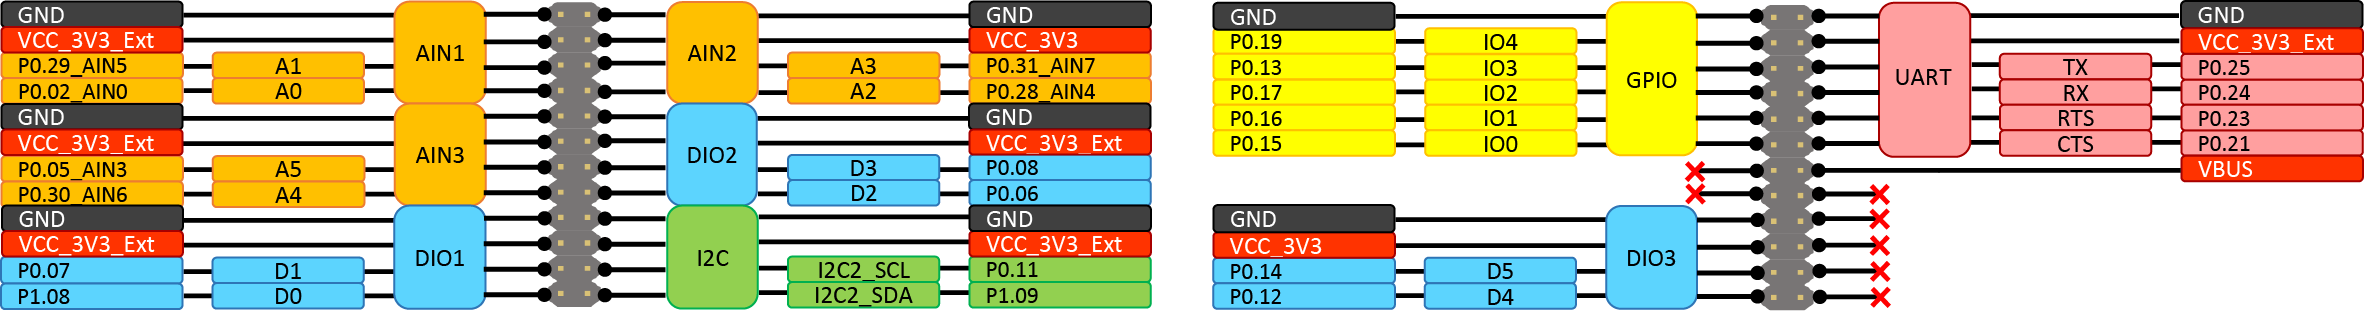 GND
VCC_3V3_Ext
P0.29_AIN5 A1
P0.02_AIN0 A0
AIN1
GND
VCC_3V3_Ext
P0.05_AIN3 A5
P0.30_AIN6 A4
AIN3
GND
VCC_3V3_Ext
P0.07 D1
P1.08 D0
DIO1
AIN2
GND
VCC_3V3
A3 P0.31_AIN7
A2 P0.28_AIN4
DIO2
GND
VCC_3V3_Ext
D3 P0.08
D2 P0.06
I2C
GND
VCC_3V3_Ext
I2C2_SCL P0.11
I2C2_SDA P1.09
GND
P0.19 IO4
P0.13 IO3
P0.17 IO2
P0.16 IO1
P0.15 IO0
GPIO
GND
VCC_3V3
P0.14 D5
P0.12 D4
DIO3
UART
GND
VCC_3V3_Ext
TX P0.25
RX P0.24
RTS P0.23
CTS P0.21
VBUS